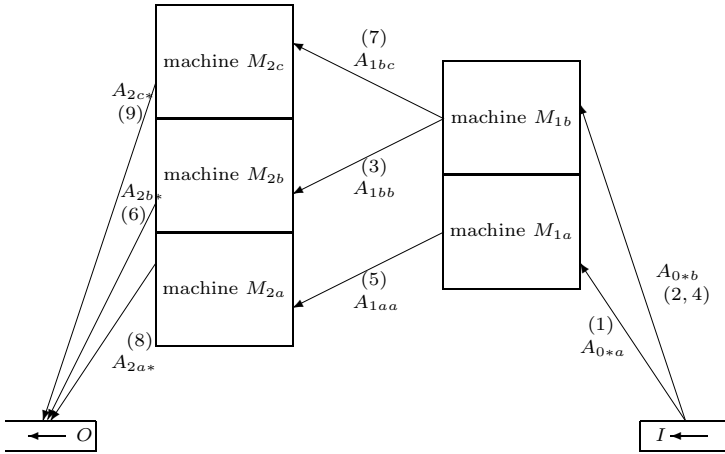 (7)
A_{1bc}
machine M_{2c}
A_{2c*}
(9)
machine M_{1b}
(3)
A_{1bb}
machine M_{2b}
A_{2b*}
(6)
machine M_{1a}
A_{0*b}
(2, 4)
(5)
A_{1aa}
machine M_{2a}
(1)
A_{0*a}
(8)
A_{2a*}
O
I